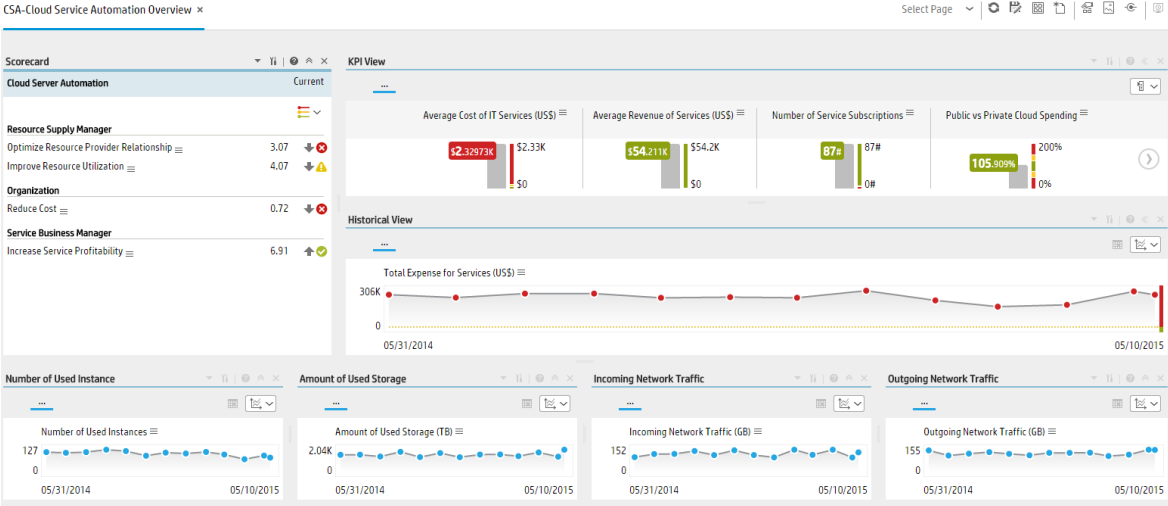 CSA-Cloud Service Automation Overview ×
Select Page
Scorecard
Cloud Server Automation Current
Resource Supply Manager
Optimize Resource Provider Relationship 3.07
Improve Resource Utilization 4.07
Organization
Reduce Cost 0.72
Service Business Manager
Increase Service Profitability 6.91
KPI View
...
Average Cost of IT Services (US$)
$2.32973K
$2.33K
$0
Average Revenue of Services (US$)
$54.211K
$54.2K
$0
Number of Service Subscriptions
87#
87#
0#
Public vs Private Cloud Spending
105.909%
200%
0%
Historical View
...
Total Expense for Services (US$)
306K
0
05/31/2014 05/10/2015
Number of Used Instance
...
Number of Used Instances
127
0
05/31/2014 05/10/2015
Amount of Used Storage
...
Amount of Used Storage (TB)
2.04K
0
05/31/2014 05/10/2015
Incoming Network Traffic
...
Incoming Network Traffic (GB)
152
0
05/31/2014 05/10/2015
Outgoing Network Traffic
...
Outgoing Network Traffic (GB)
155
0
05/31/2014 05/10/2015